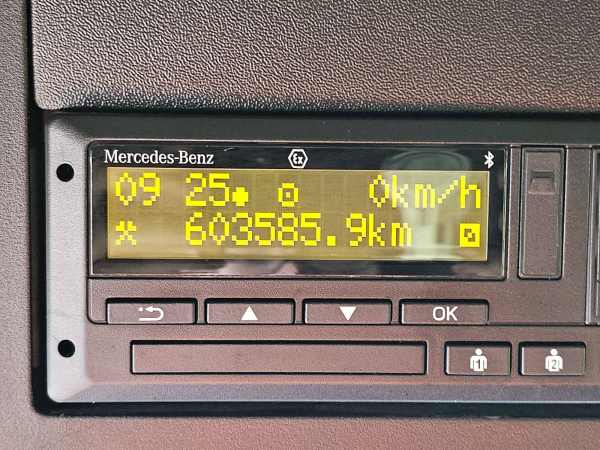 Mercedes-Benz Ex
09 25 0km/h
603585.9km
OK
1 2